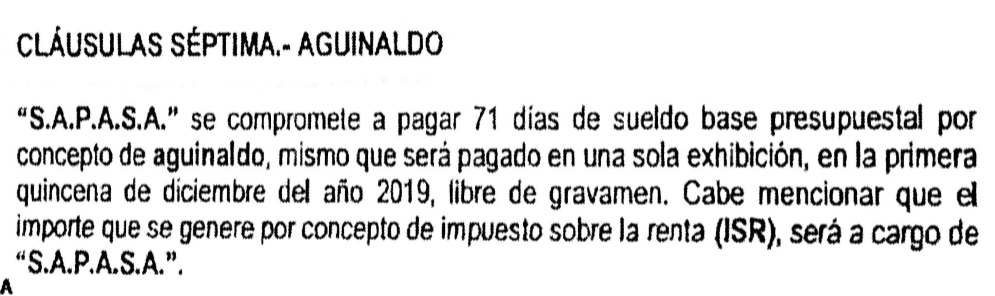 CLÁUSULAS SÉPTIMA.- AGUINALDO
"S.A.P.A.S.A." se compromete a pagar 71 días de sueldo base presupuestal por
concepto de aguinaldo, mismo que será pagado en una sola exhibición, en la primera
quincena de diciembre del año 2019, libre de gravamen. Cabe mencionar que el
importe que se genere por concepto de impuesto sobre la renta (ISR), será a cargo de
"S.A.P.A.S.A.".
A